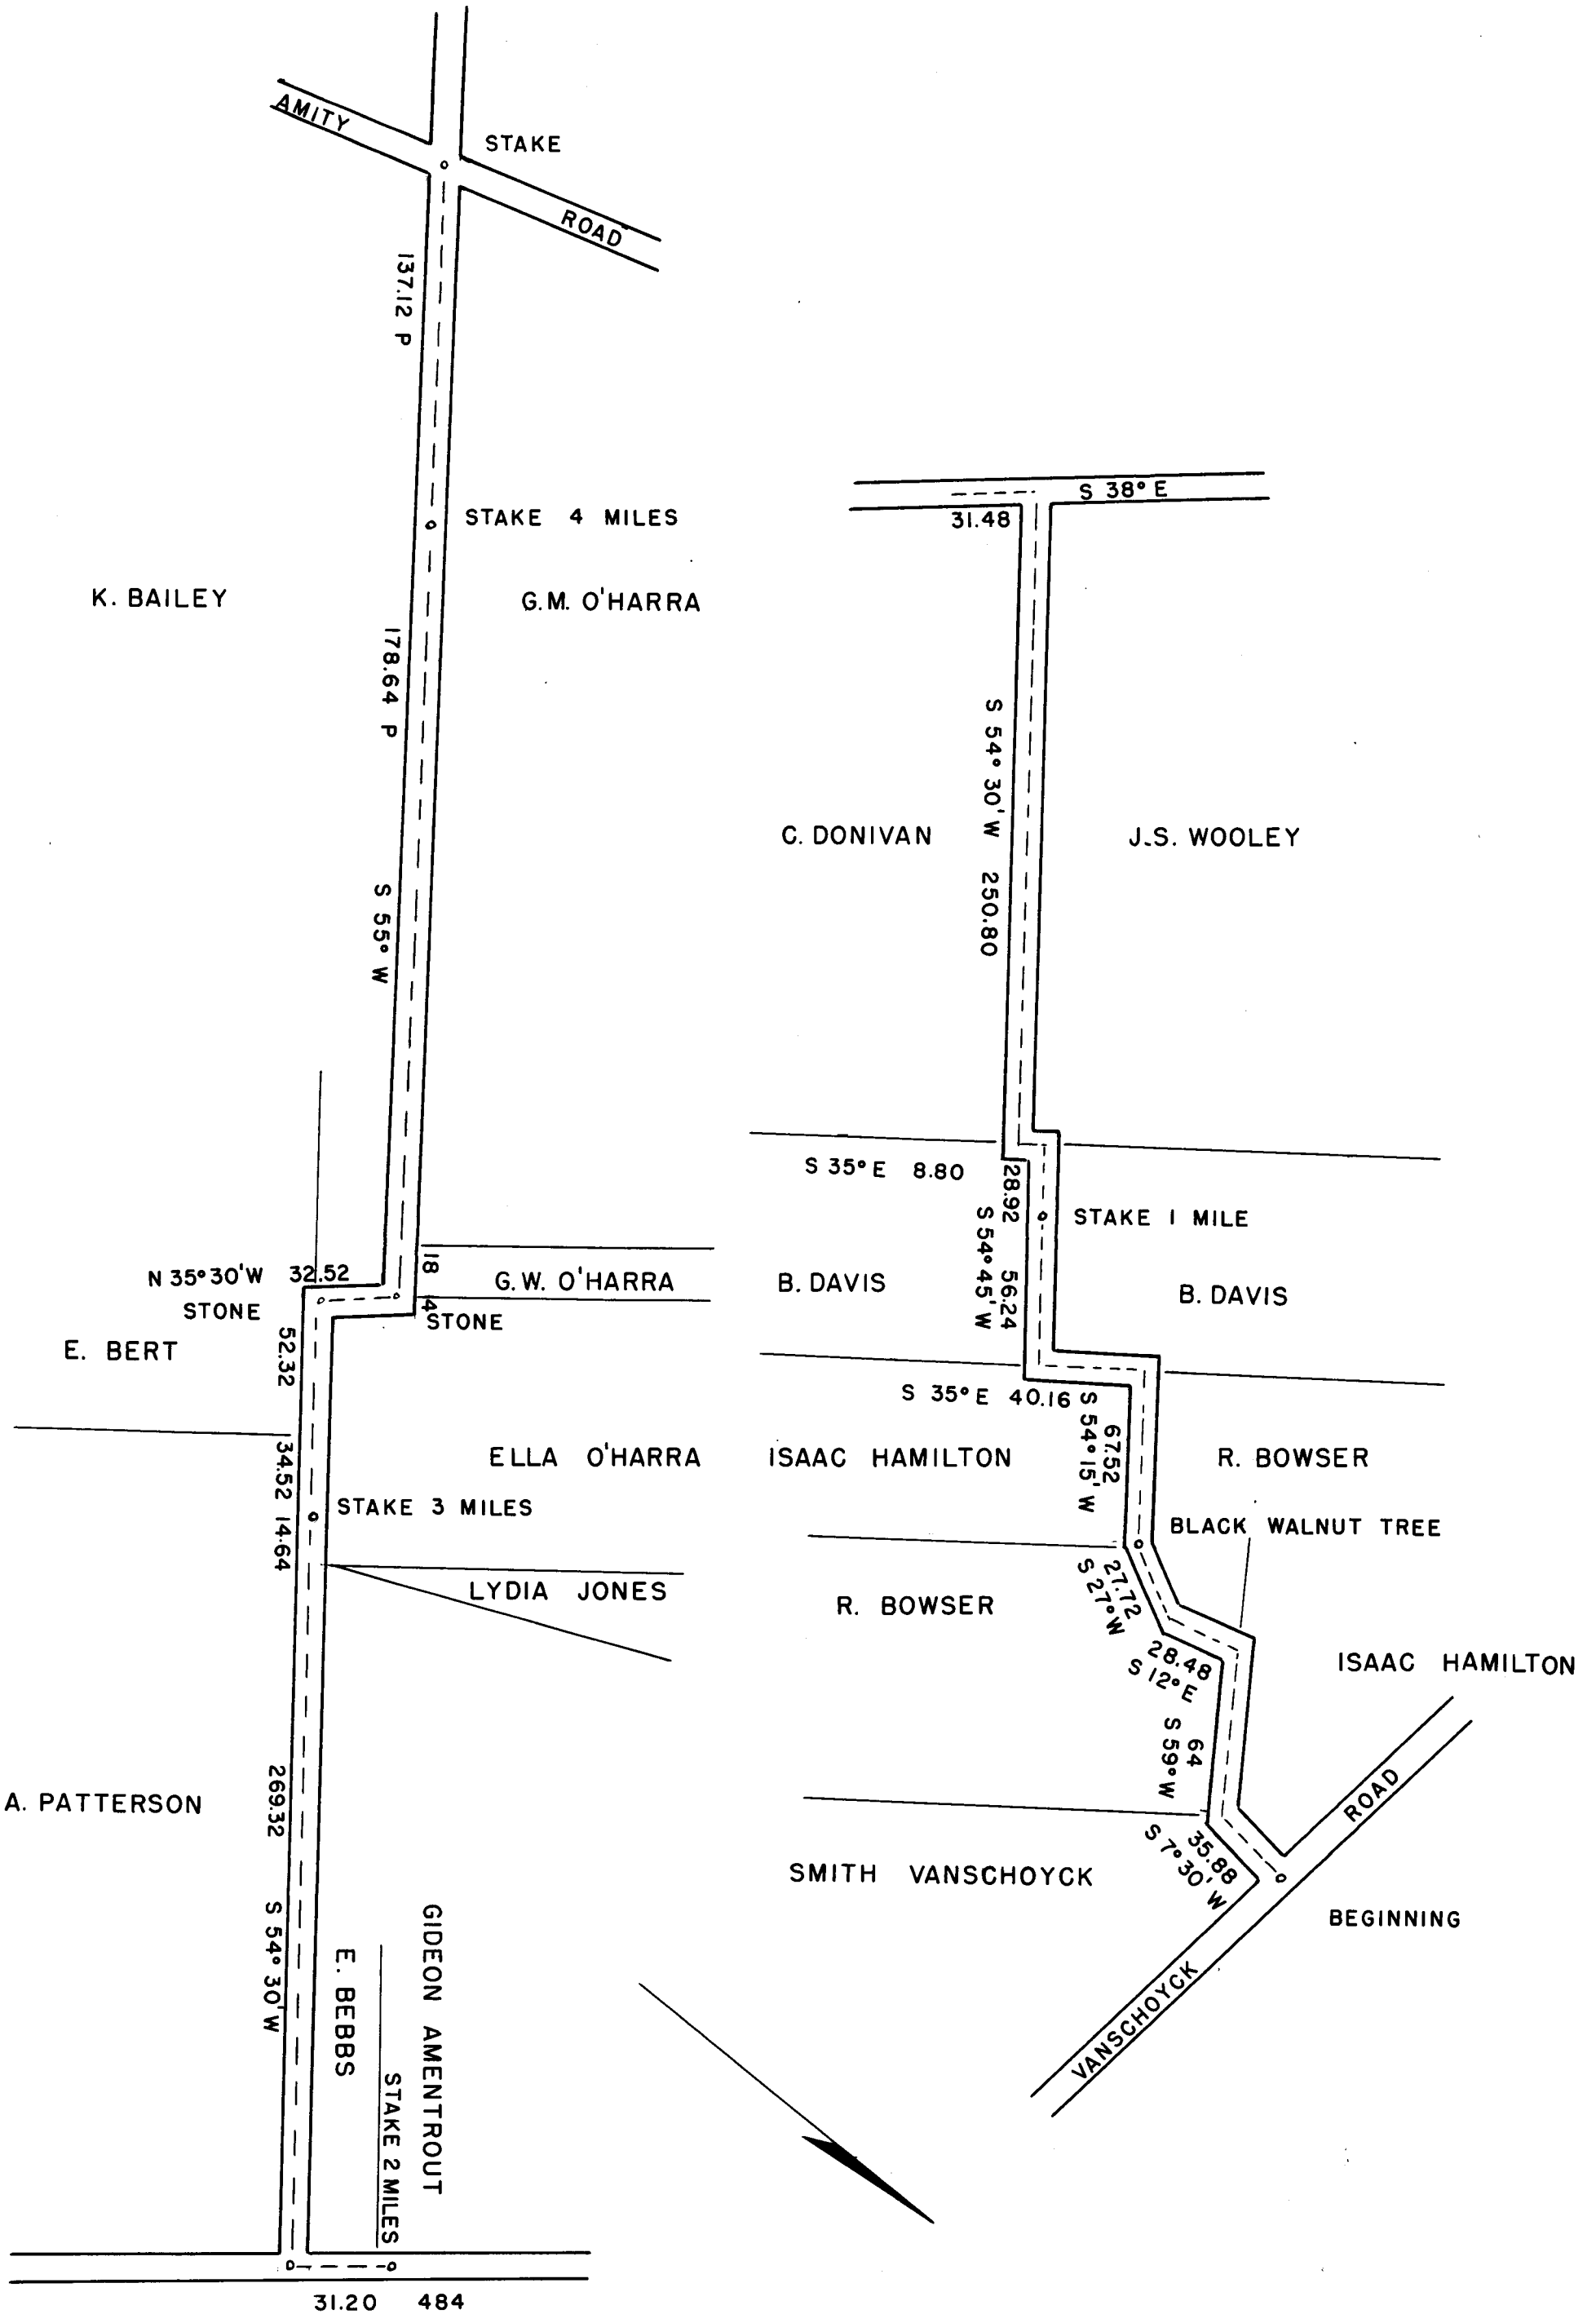 AMITY
ROAD
STAKE
137.12 P
STAKE 4 MILES
K. BAILEY
G.M. O'HARRA
178.64 P
S 55° W
N 35°30'W 32.52
STONE
18
G.W. O'HARRA
4
STONE
E. BERT
52.32
34.52
14.64
ELLA O'HARRA
STAKE 3 MILES
LYDIA JONES
A. PATTERSON
269.32
S 54° 30' W
E. BEBBS
STAKE 2 MILES
GIDEON AMENTROUT
31.20 484
S 38° E
31.48
S 54° 30' W 250.80
C. DONIVAN
J.S. WOOLEY
S 35° E 8.80
28.92
STAKE 1 MILE
56.24
S 54° 45' W
B. DAVIS
B. DAVIS
S 35° E 40.16
67.52
S 54° 15' W
ISAAC HAMILTON
R. BOWSER
BLACK WALNUT TREE
27.72
S 27° W
R. BOWSER
28.48
S 12° E
ISAAC HAMILTON
64
S 59° W
35.88
S 7° 30' W
SMITH VANSCHOYCK
BEGINNING
VANSCHOYCK
ROAD